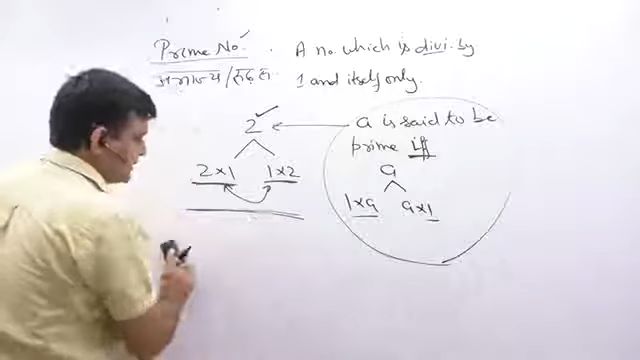 Prime No. A no. which is divi. by
अभाज्य / रूढ़ सं० 1 and itself only.
2 a is said to be
prime iff
a
2×1 1×2
1×a a×1